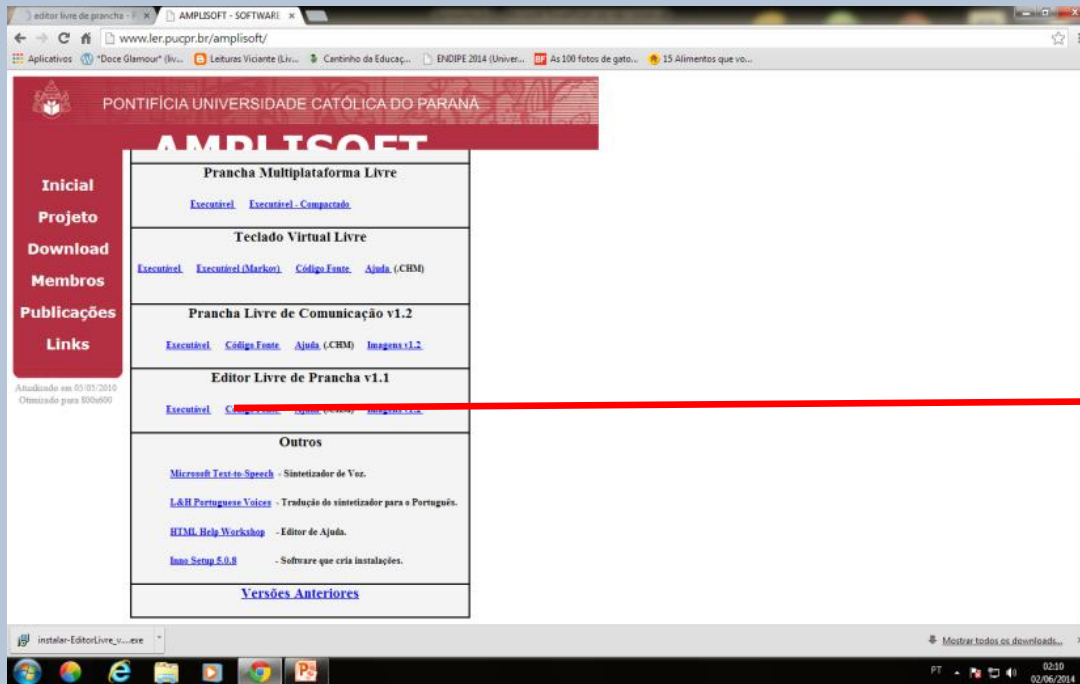 editor livre de prancha - P
AMPLISOFT - SOFTWARE
www.ler.pucpr.br/amplisoft/
Aplicativos
"Doce Glamour" (liv...
Leituras Viciante (Liv...
Cantinho da Educaç...
ENDIPE 2014 (Univer...
As 100 fotos de gato...
15 Alimentos que vo...
PONTIFÍCIA UNIVERSIDADE CATÓLICA DO PARANÁ
AMPLISOFT
Inicial
Projeto
Download
Membros
Publicações
Links
Atualizado em 05/05/2010
Otimizado para 800x600
Prancha Multiplataforma Livre
Executável Executável - Compactado
Teclado Virtual Livre
Executável Executável (Markov) Código Fonte Ajuda (.CHM)
Prancha Livre de Comunicação v1.2
Executável Código Fonte Ajuda (.CHM) Imagens v1.2
Editor Livre de Prancha v1.1
Executável Código Fonte Ajuda (.CHM) Imagens v1.2
Outros
Microsoft Text-to-Speech - Sintetizador de Voz.
L&H Portuguese Voices - Tradução do sintetizador para o Português.
HTML Help Workshop - Editor de Ajuda.
Inno Setup 5.0.8 - Software que cria instalações.
Versões Anteriores
instalar-EditorLivre_v....exe
Mostrar todos os downloads...
PT
02:10
02/06/2014